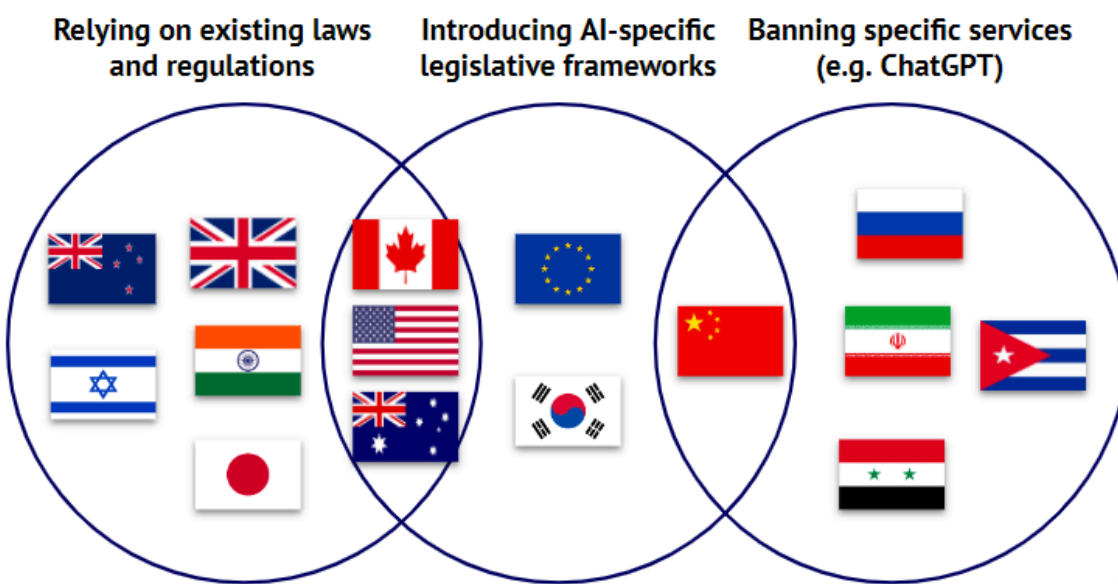 Relying on existing laws
and regulations
Introducing AI-specific
legislative frameworks
Banning specific services
(e.g. ChatGPT)